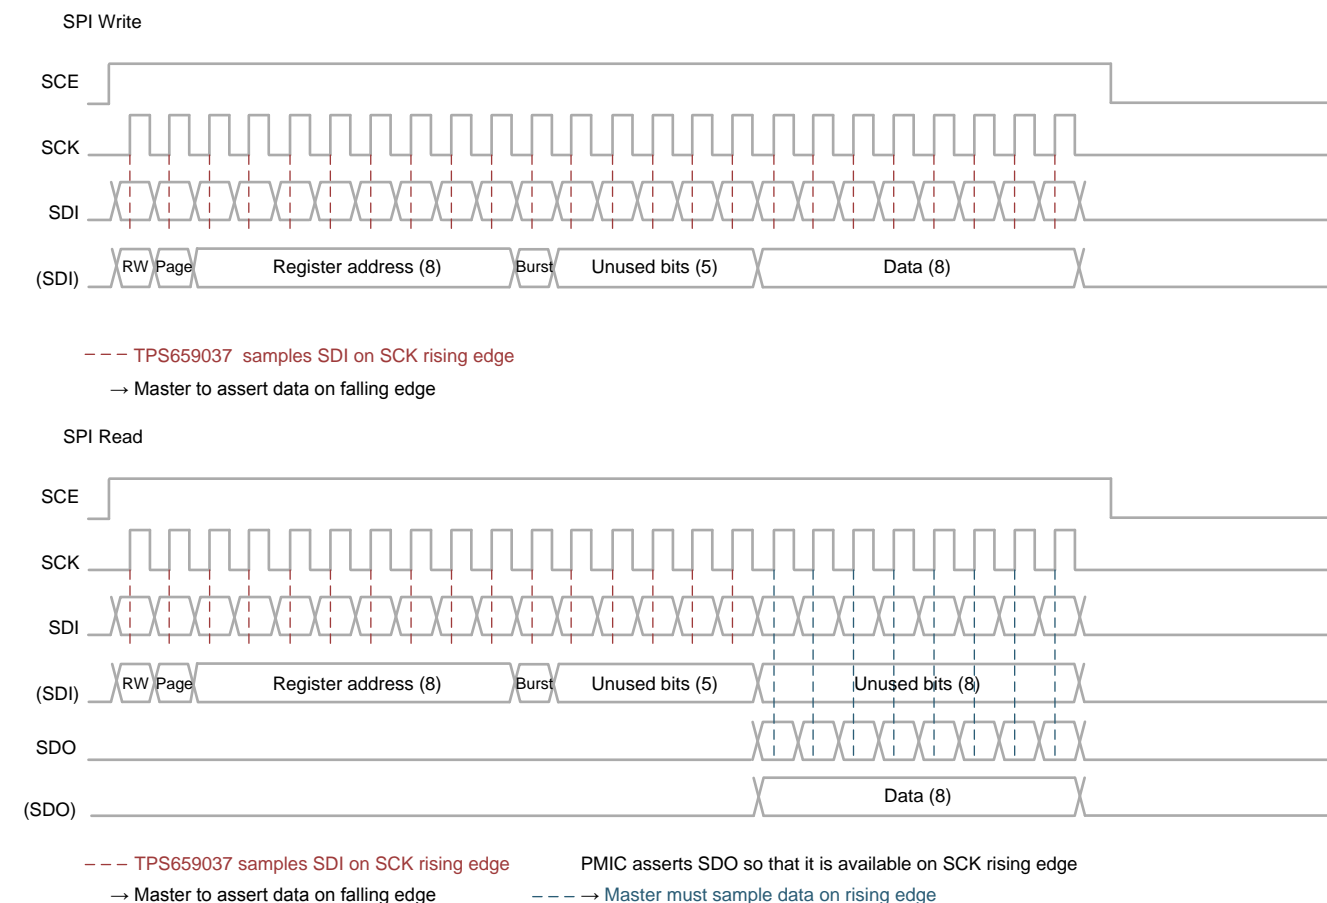 SPI Write
SCE
SCK
SDI
(SDI) RW Page Register address (8) Burst Unused bits (5) Data (8)
– – – TPS659037 samples SDI on SCK rising edge
→ Master to assert data on falling edge
SPI Read
SCE
SCK
SDI
(SDI) RW Page Register address (8) Burst Unused bits (5) Unused bits (8)
SDO
(SDO) Data (8)
– – – TPS659037 samples SDI on SCK rising edge PMIC asserts SDO so that it is available on SCK rising edge
→ Master to assert data on falling edge – – – → Master must sample data on rising edge